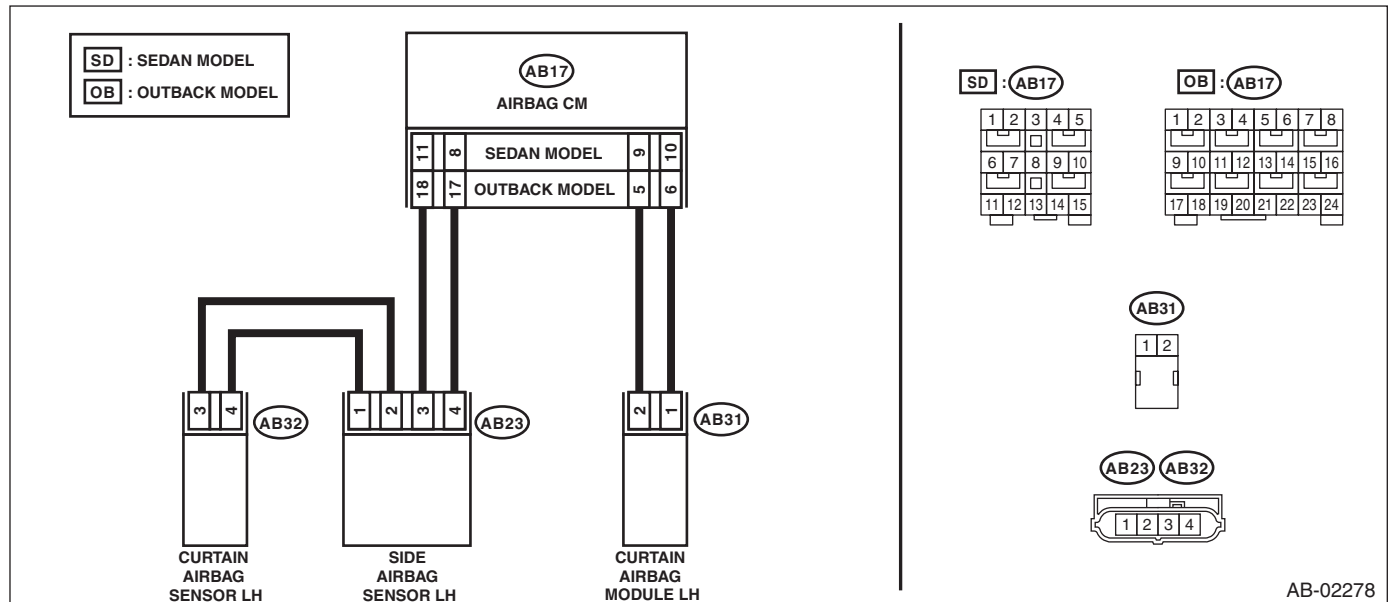 SD : SEDAN MODEL
OB : OUTBACK MODEL
AB17
AIRBAG CM
11 8 SEDAN MODEL 9 10
18 17 OUTBACK MODEL 5 6
3 4 AB32
1 2 3 4 AB23
2 1 AB31
CURTAIN
AIRBAG
SENSOR LH
SIDE
AIRBAG
SENSOR LH
CURTAIN
AIRBAG
MODULE LH
SD : AB17
1 2 3 4 5
6 7 8 9 10
11 12 13 14 15
OB : AB17
1 2 3 4 5 6 7 8
9 10 11 12 13 14 15 16
17 18 19 20 21 22 23 24
AB31
1 2
AB23 AB32
1 2 3 4
AB-02278